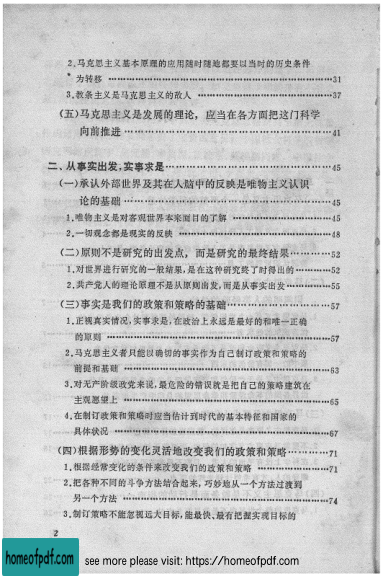 2.马克思主义基本原理的应用随时随地都要以当时的历史条件
为转移 ……31
3.教条主义是马克思主义的敌人 ……37
(五)马克思主义是发展的理论,应当在各方面把这门科学
向前推进 ……41
二、从事实出发,实事求是……45
(一)承认外部世界及其在人脑中的反映是唯物主义认识
论的基础……45
1.唯物主义是对客观世界本来面目的了解 ……45
2.一切观念都是现实的反映 ……48
(二)原则不是研究的出发点,而是研究的最终结果……52
1.对世界进行研究的一般结果,是在这种研究终了时得出的……52
2.共产党人的理论原理不是从原则出发,而是从事实出发……55
(三)事实是我们的政策和策略的基础……57
1.正视真实情况,实事求是,在政治上永远是最好的和唯一正确
的原则 ……57
2.马克思主义者只能以确切的事实作为自己制订政策和策略的
前提和基础 ……63
3.对无产阶级政党来说,最危险的错误就是把自己的策略建筑在
主观愿望上 ……65
4.在制订政策和策略时应当估计到时代的基本特征和国家的
具体状况 ……67
(四)根据形势的变化灵活地改变我们的政策和策略……71
1.根据经常变化的条件来改变我们的政策和策略 ……71
2.把各种不同的斗争方法结合起来,巧妙地从一个方法过渡到
另一个方法 ……74
3.制订策略不能忽视远大目标,能最快、最有把握实现目标的
2
homeofpdf.com
see more please visit: https://homeofpdf.com